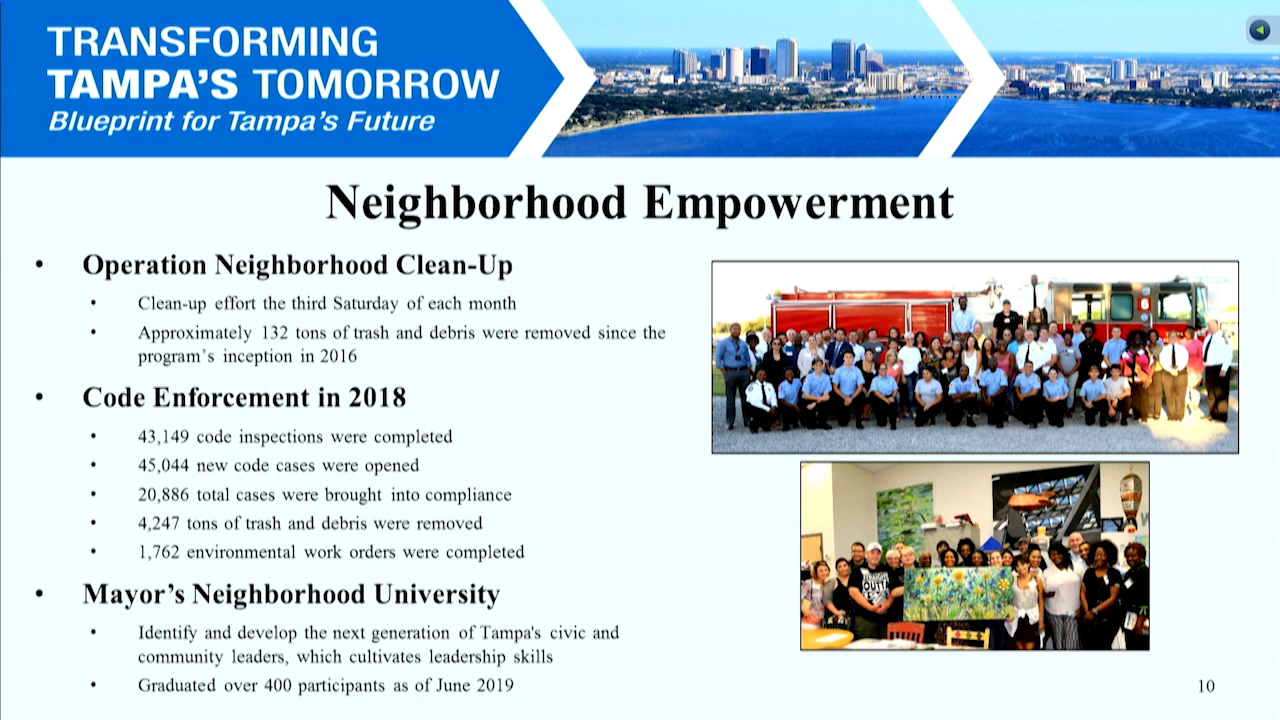 TRANSFORMING
TAMPA'S TOMORROW
Blueprint for Tampa's Future
Neighborhood Empowerment
• Operation Neighborhood Clean-Up
• Clean-up effort the third Saturday of each month
• Approximately 132 tons of trash and debris were removed since the
program's inception in 2016
• Code Enforcement in 2018
• 43,149 code inspections were completed
• 45,044 new code cases were opened
• 20,886 total cases were brought into compliance
• 4,247 tons of trash and debris were removed
• 1,762 environmental work orders were completed
• Mayor's Neighborhood University
• Identify and develop the next generation of Tampa's civic and
community leaders, which cultivates leadership skills
• Graduated over 400 participants as of June 2019
6
OUT
10